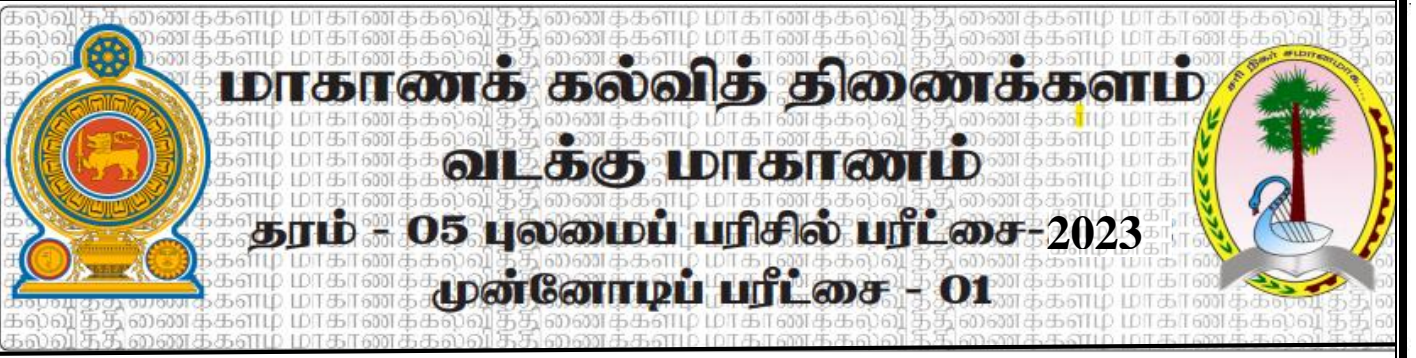 மாகாணக் கல்வித் திணைக்களம்
வடக்கு மாகாணம்
தரம் - 05 புலமைப் பரிசில் பரீட்சை-2023
முன்னோடிப் பரீட்சை - 01